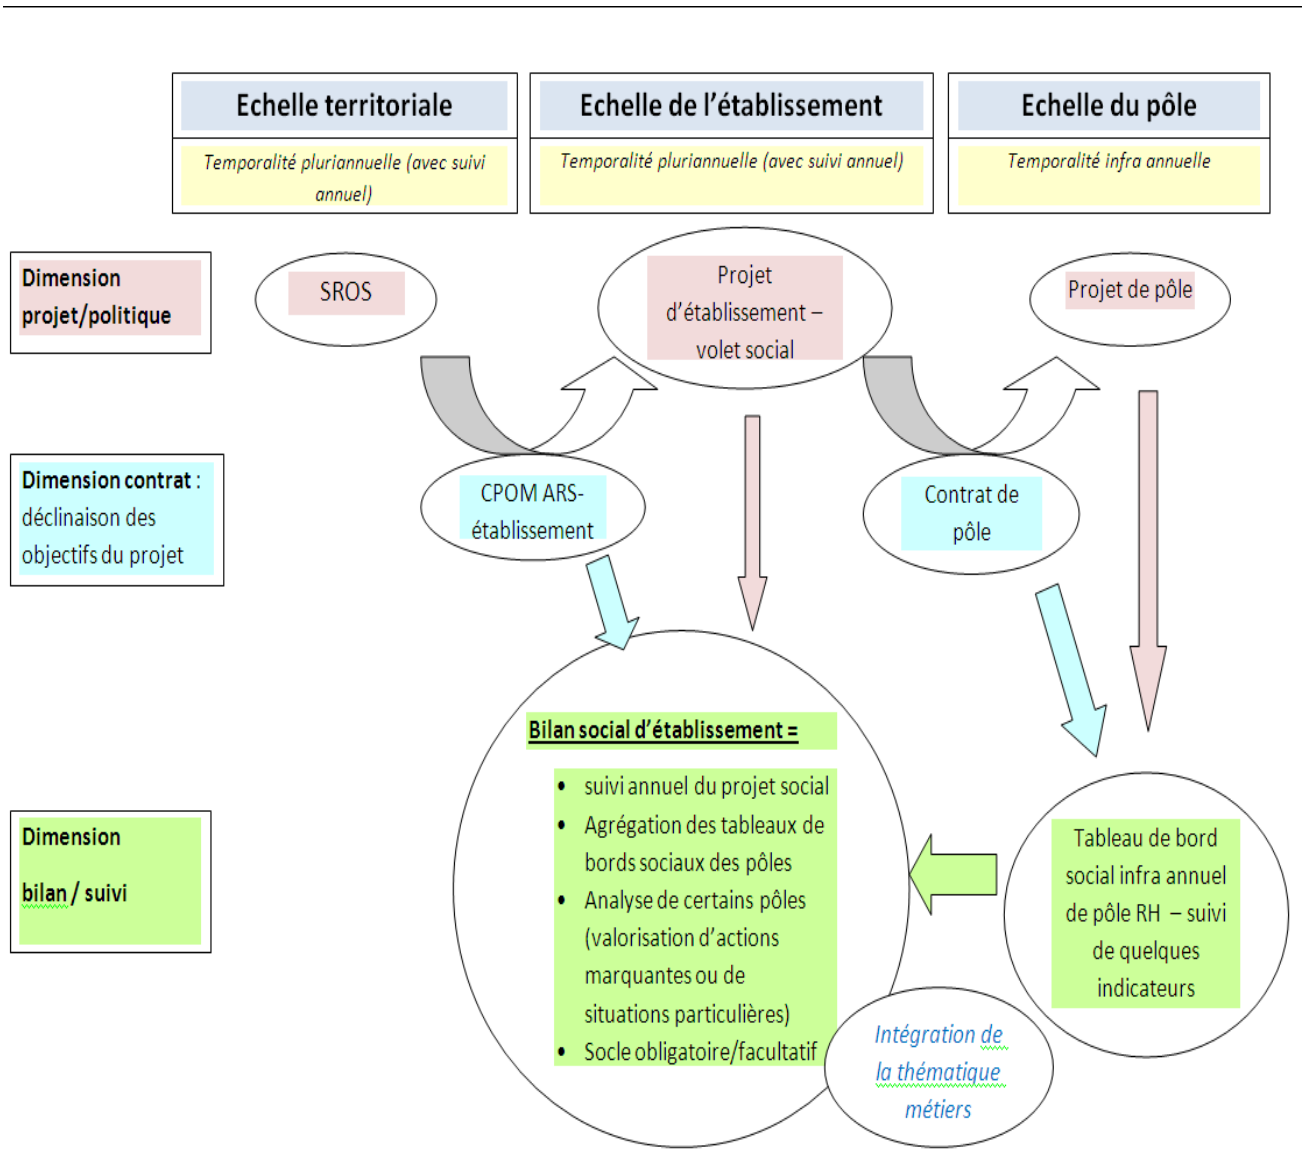 Echelle territoriale
Temporalité pluriannuelle (avec suivi
annuel)
Echelle de l’établissement
Temporalité pluriannuelle (avec suivi annuel)
Echelle du pôle
Temporalité infra annuelle
Dimension
projet/politique
SROS
Projet
d’établissement –
volet social
Projet de pôle
Dimension contrat :
déclinaison des
objectifs du projet
CPOM ARS-
établissement
Contrat de
pôle
Dimension
bilan / suivi
Bilan social d’établissement =
• suivi annuel du projet social
• Agrégation des tableaux de
bords sociaux des pôles
• Analyse de certains pôles
(valorisation d’actions
marquantes ou de
situations particulières)
• Socle obligatoire/facultatif
Tableau de bord
social infra annuel
de pôle RH – suivi
de quelques
indicateurs
Intégration de
la thématique
métiers